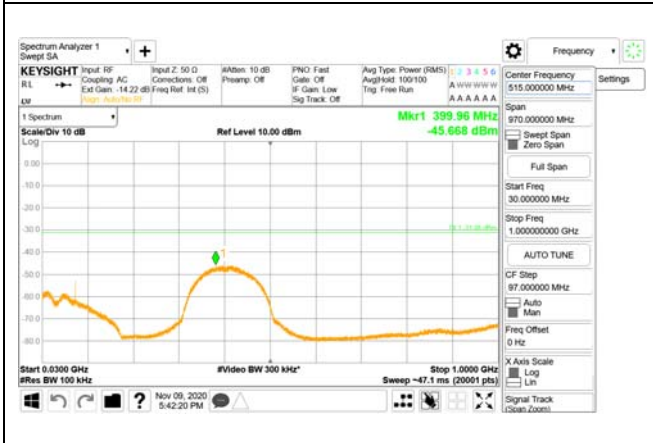 Spectrum Analyzer 1
Swept SA
+
Frequency
KEYSIGHT
Input: RF
Coupling: AC
Ext Gain: -14.22 dB
Align: Auto/No RF
Input Z: 50 Ω
Corrections: Off
Freq Ref: Int (S)
#Atten: 10 dB
Preamp: Off
PNO: Fast
Gate: Off
IF Gain: Low
Sig Track: Off
Avg Type: Power (RMS)
Avg|Hold: 100/100
Trig: Free Run
1 2 3 4 5 6
A W W W W W
A A A A A A
RL
1 Spectrum
Mkr1 399.96 MHz
Scale/Div 10 dB
Ref Level 10.00 dBm
-45.668 dBm
Log
0.00
-10.0
-20.0
-30.0
-40.0
-50.0
-60.0
-70.0
-80.0
1
Start 0.0300 GHz
#Video BW 300 kHz*
Stop 1.0000 GHz
#Res BW 100 kHz
Sweep ~47.1 ms (20001 pts)
?
Nov 09, 2020
5:42:20 PM
Center Frequency
515.000000 MHz
Settings
Span
970.000000 MHz
Swept Span
Zero Span
Full Span
Start Freq
30.000000 MHz
Stop Freq
1.000000000 GHz
AUTO TUNE
CF Step
97.000000 MHz
Auto
Man
Freq Offset
0 Hz
X Axis Scale
Log
Lin
Signal Track
(Span Zoom)